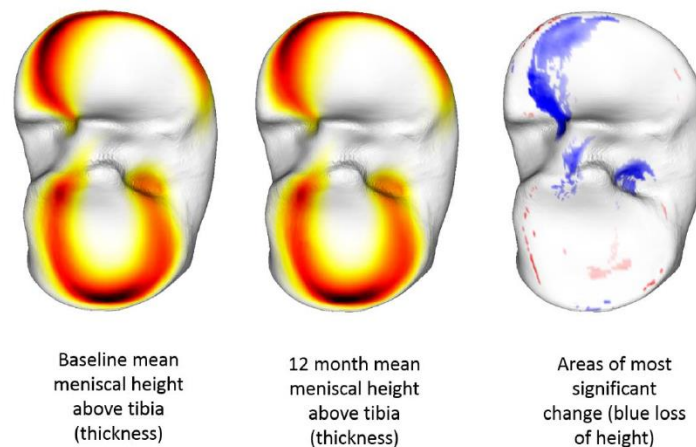 Baseline mean
meniscal height
above tibia
(thickness)
12 month mean
meniscal height
above tibia
(thickness)
Areas of most
significant
change (blue loss
of height)